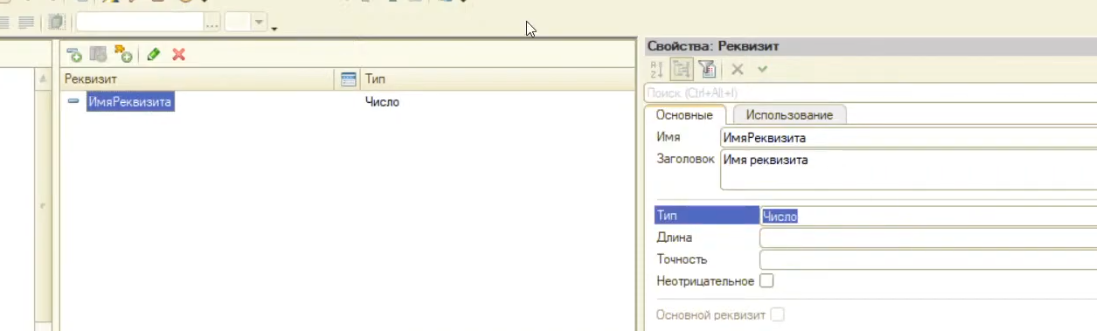 Свойства: Реквизит
Реквизит Тип
Поиск (Ctrl+Alt+I)
ИмяРеквизита Число
Основные Использование
Имя ИмяРеквизита
Заголовок Имя реквизита
Тип Число
Длина
Точность
Неотрицательное
Основной реквизит